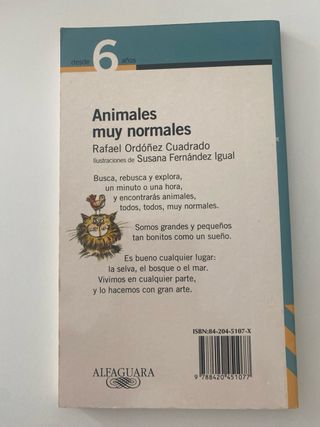 desde 6 años
Animales
muy normales
Rafael Ordóñez Cuadrado
Ilustraciones de Susana Fernández Igual
Busca, rebusca y explora,
un minuto o una hora,
y encontrarás animales,
todos, todos, muy normales.
Somos grandes y pequeños
tan bonitos como un sueño.
Es bueno cualquier lugar:
la selva, el bosque o el mar.
Vivimos en cualquier parte,
y lo hacemos con gran arte.
ISBN:84-204-5107-X
ALFAGUARA
9 788420 451077